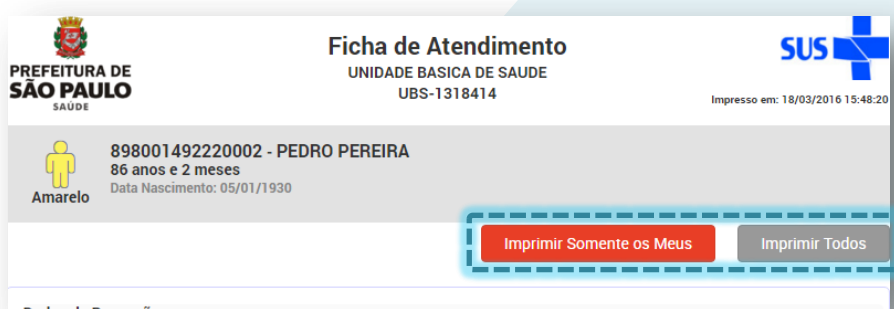 PREFEITURA DE
SÃO PAULO
SAÚDE
Ficha de Atendimento
UNIDADE BASICA DE SAUDE
UBS-1318414
SUS
Impresso em: 18/03/2016 15:48:20
898001492220002 - PEDRO PEREIRA
86 anos e 2 meses
Data Nascimento: 05/01/1930
Amarelo
Imprimir Somente os Meus
Imprimir Todos